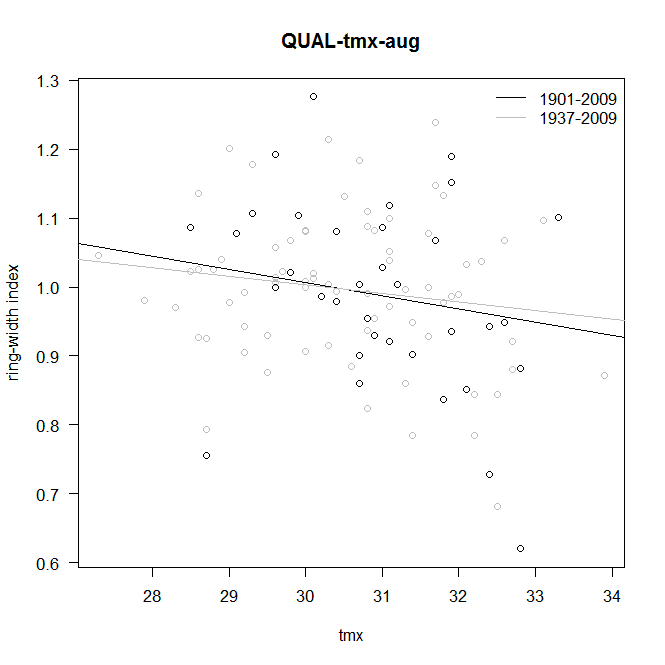 QUAL-tmx-aug
1.3
1901-2009
1937-2009
1.2
1.1
1.0
0.9
0.8
0.7
0.6
ring-width index
28 29 30 31 32 33 34
tmx